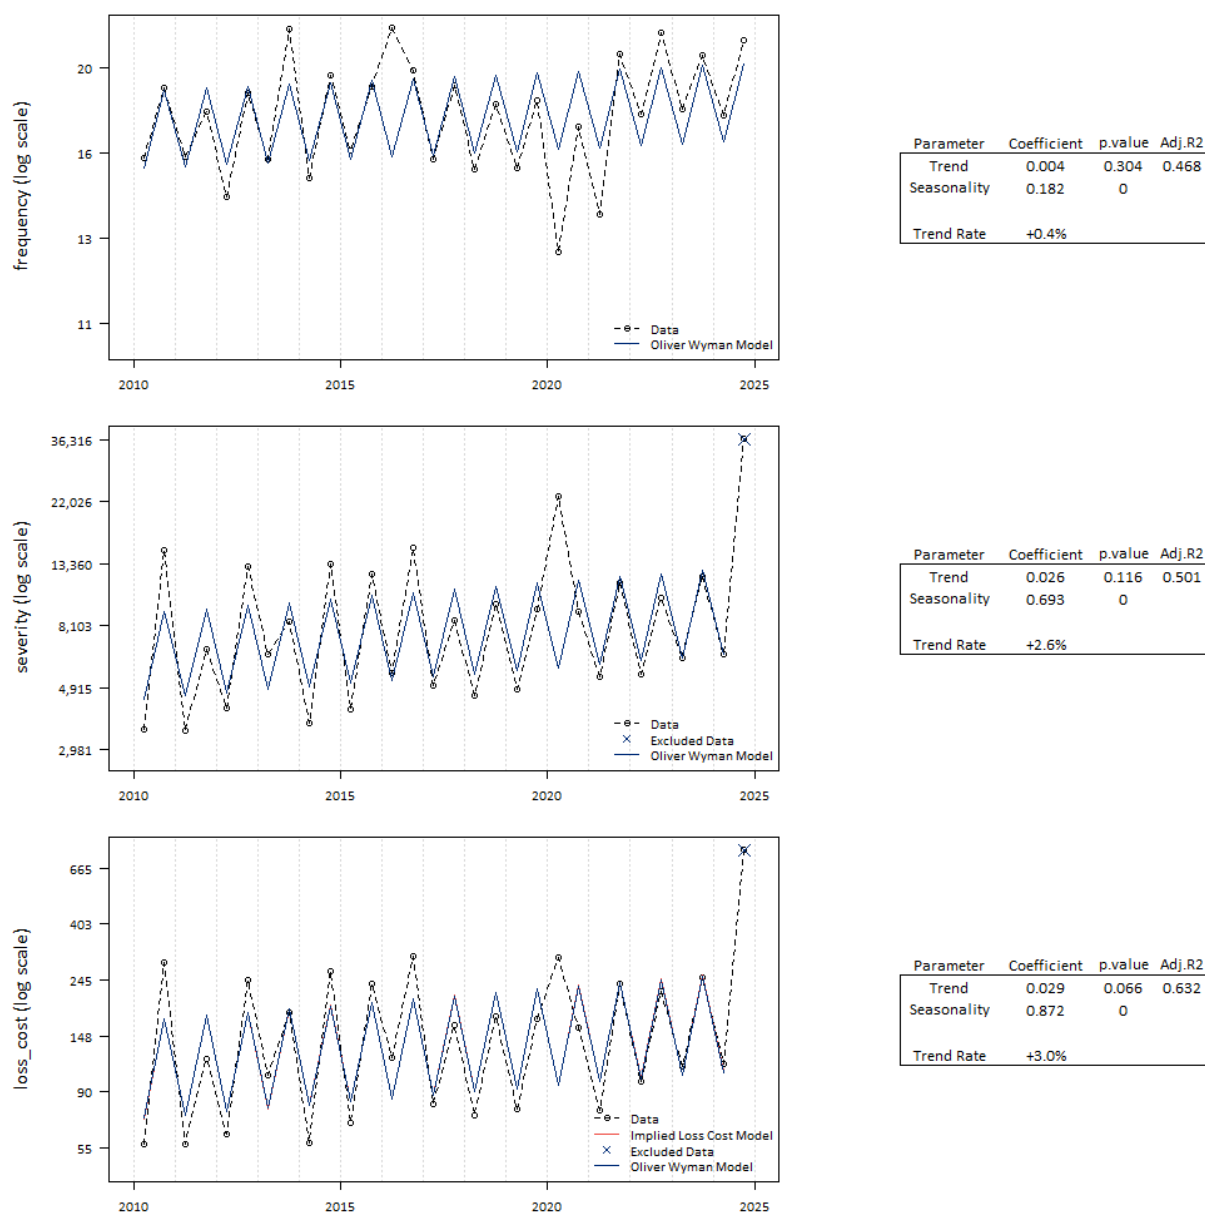 frequency (log scale)
20
16
13
11
Data
Oliver Wyman Model
2010 2015 2020 2025
Parameter Coefficient p.value Adj.R2
Trend 0.004 0.304 0.468
Seasonality 0.182 0
Trend Rate +0.4%
severity (log scale)
36,316
22,026
13,360
8,103
4,915
2,981
Data
Excluded Data
Oliver Wyman Model
2010 2015 2020 2025
Parameter Coefficient p.value Adj.R2
Trend 0.026 0.116 0.501
Seasonality 0.693 0
Trend Rate +2.6%
loss_cost (log scale)
665
403
245
148
90
55
Data
Implied Loss Cost Model
Excluded Data
Oliver Wyman Model
2010 2015 2020 2025
Parameter Coefficient p.value Adj.R2
Trend 0.029 0.066 0.632
Seasonality 0.872 0
Trend Rate +3.0%